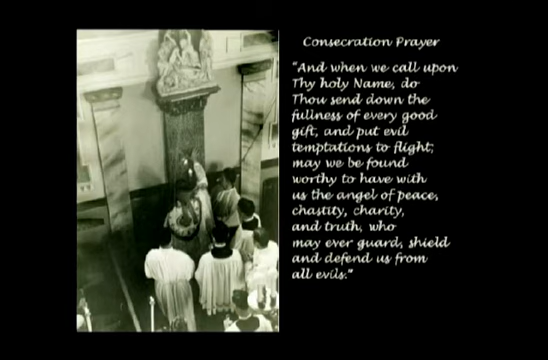 Consecration Prayer
"And when we call upon
Thy holy Name, do
Thou send down the
fullness of every good
gift, and put evil
temptations to flight;
may we be found
worthy to have with
us the angel of peace,
chastity, charity,
and truth, who
may ever guard, shield
and defend us from
all evils."